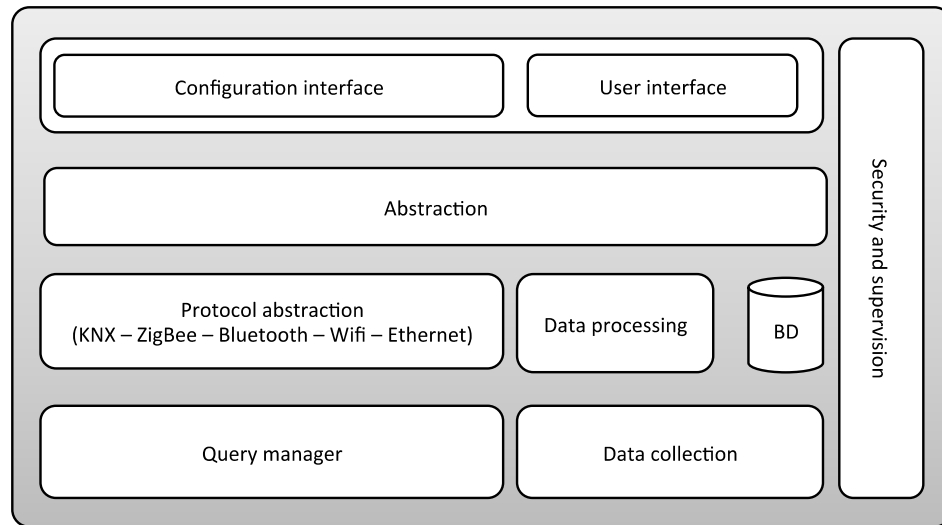 Configuration interface
User interface
Abstraction
Protocol abstraction
(KNX – ZigBee – Bluetooth – Wifi – Ethernet)
Data processing
BD
Query manager
Data collection
Security and supervision